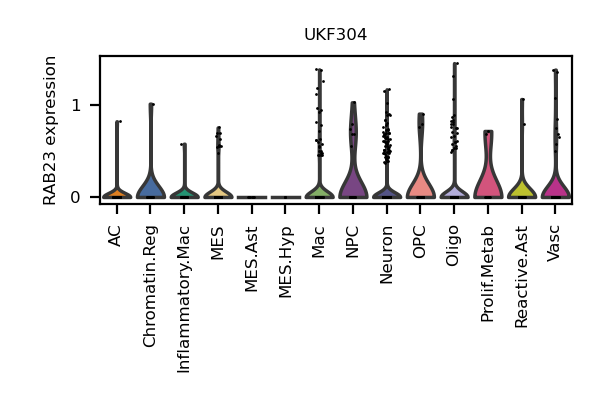 UKF304
RAB23 expression
1
0
AC
Chromatin.Reg
Inflammatory.Mac
MES
MES.Ast
MES.Hyp
Mac
NPC
Neuron
OPC
Oligo
Prolif.Metab
Reactive.Ast
Vasc